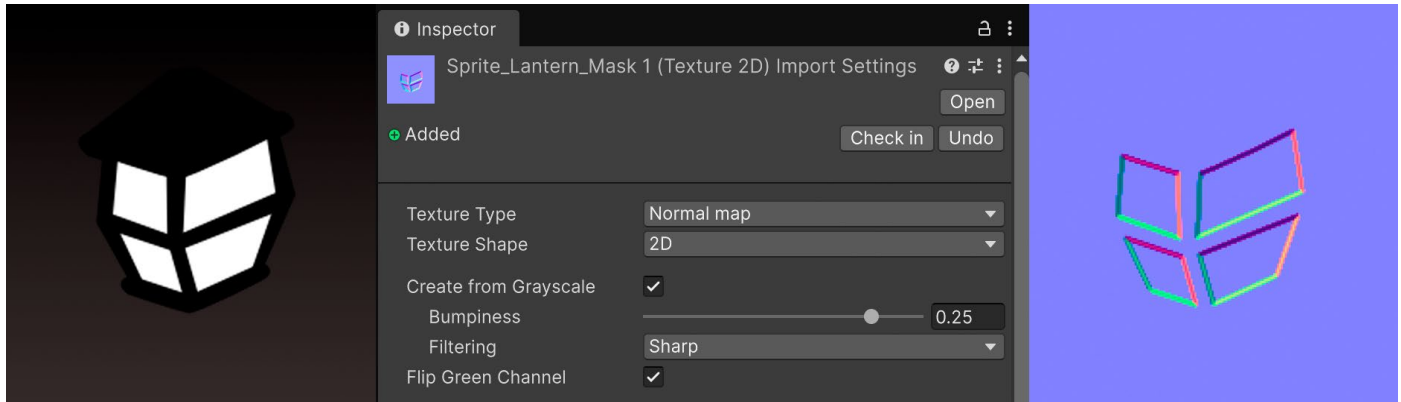 Inspector
Sprite_Lantern_Mask 1 (Texture 2D) Import Settings
Open
Added
Check in Undo
Texture Type Normal map
Texture Shape 2D
Create from Grayscale
Bumpiness 0.25
Filtering Sharp
Flip Green Channel